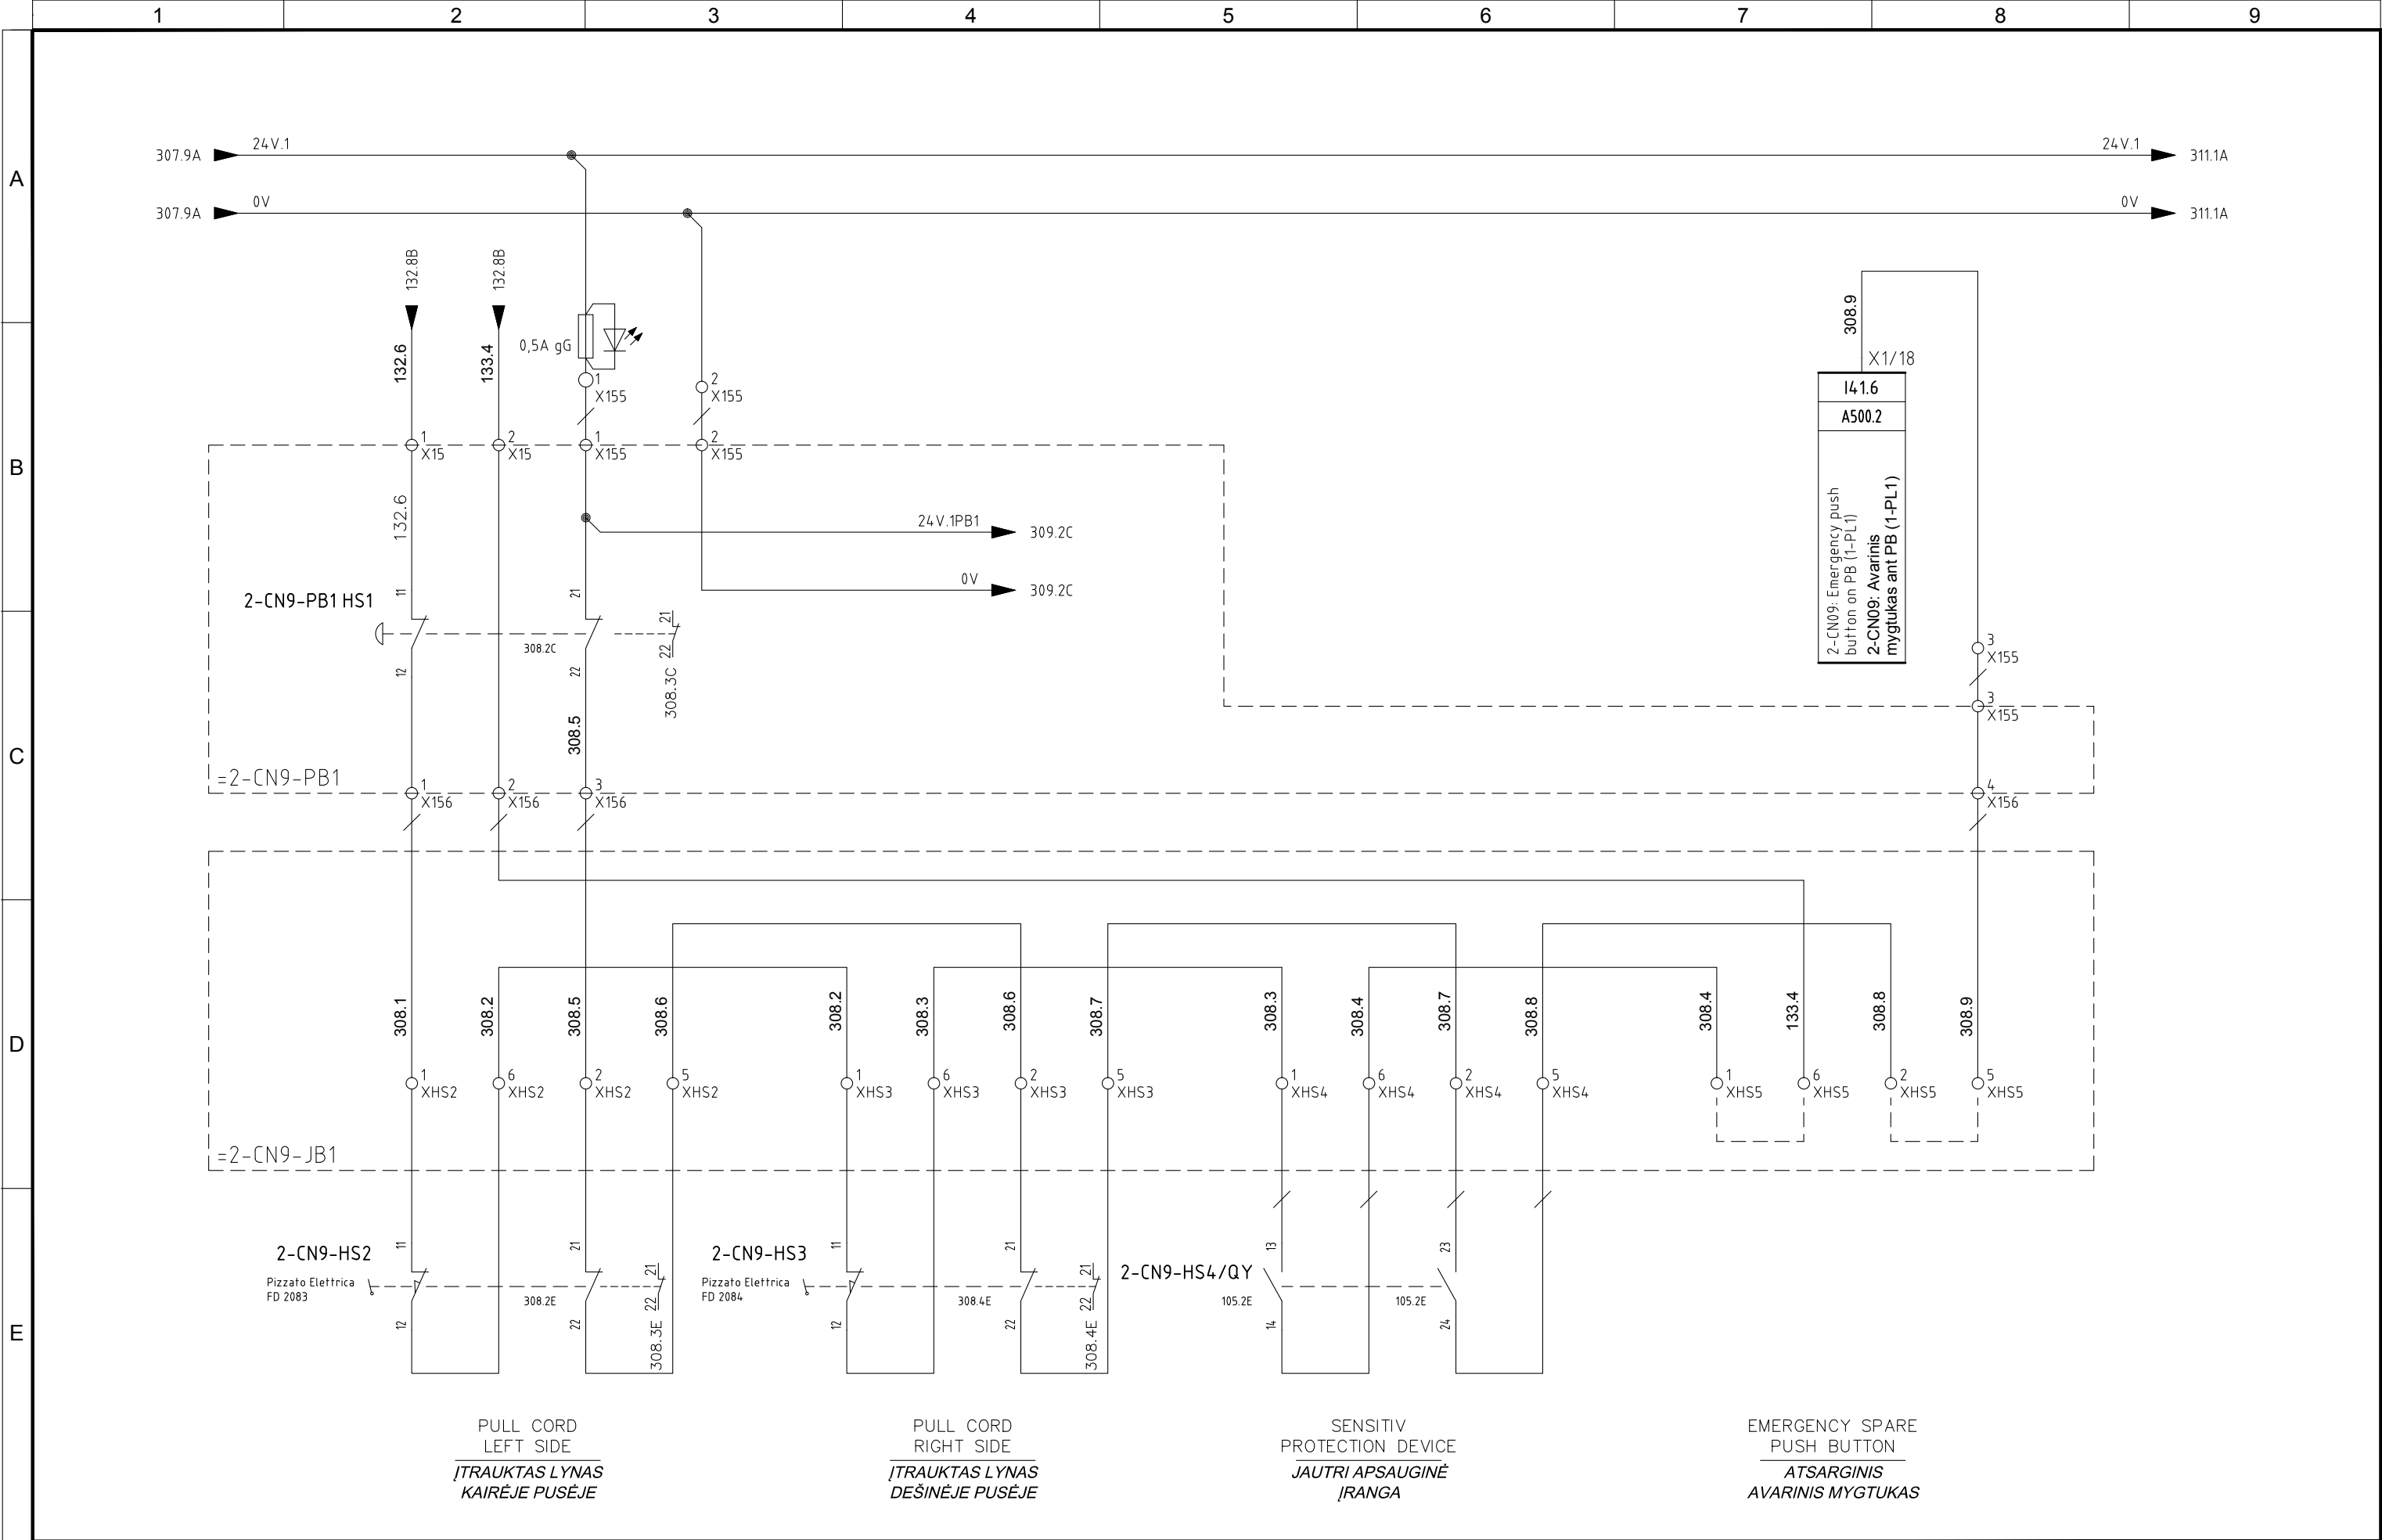 1 2 3 4 5 6 7 8 9
A
B
C
D
E
307.9A 24V.1 24V.1 311.1A
307.9A 0V 0V 311.1A
132.8B 132.8B
132.6 133.4 0,5A gG
1 X155
2 X155
308.9
X1/18
I41.6
A500.2
2-CN09: Emergency push
button on PB (1-PL1)
2-CN09: Avarinis
mygtukas ant PB (1-PL1)
1 X15
2 X15
1 X155
2 X155
132.6
24V.1PB1 309.2C
0V 309.2C
2-CN9-PB1 HS1
11 12
308.2C
21 22
21 22
308.3C
308.5
3 X155
3 X155
=2-CN9-PB1
1 X156
2 X156
3 X156
4 X156
308.1 308.2 308.5 308.6 308.2 308.3 308.6 308.7 308.3 308.4 308.7 308.8 308.4 133.4 308.8 308.9
1 XHS2
6 XHS2
2 XHS2
5 XHS2
1 XHS3
6 XHS3
2 XHS3
5 XHS3
1 XHS4
6 XHS4
2 XHS4
5 XHS4
1 XHS5
6 XHS5
2 XHS5
5 XHS5
=2-CN9-JB1
2-CN9-HS2
Pizzato Elettrica
FD 2083
11 12
308.2E
21 22
21 22
308.3E
2-CN9-HS3
Pizzato Elettrica
FD 2084
11 12
308.4E
21 22
21 22
308.4E
2-CN9-HS4/QY
105.2E
13 14
105.2E
23 24
PULL CORD
LEFT SIDE
ĮTRAUKTAS LYNAS
KAIRĖJE PUSĖJE
PULL CORD
RIGHT SIDE
ĮTRAUKTAS LYNAS
DEŠINĖJE PUSĖJE
SENSITIV
PROTECTION DEVICE
JAUTRI APSAUGINĖ
ĮRANGA
EMERGENCY SPARE
PUSH BUTTON
ATSARGINIS
AVARINIS MYGTUKAS